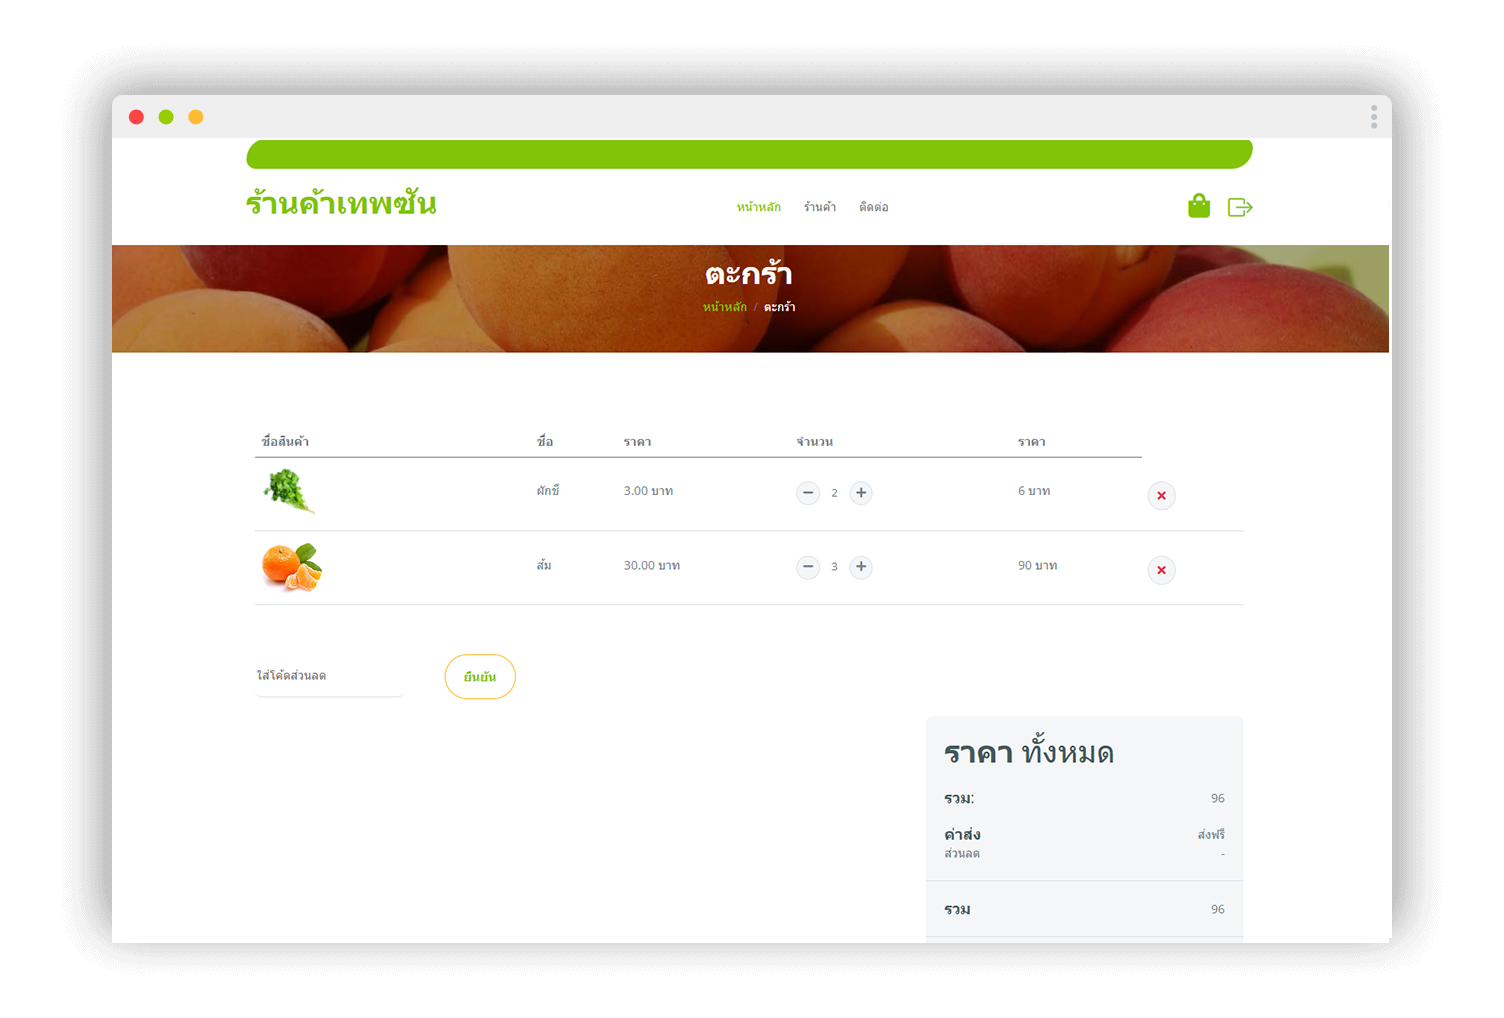 ร้านค้าเทพซัน
หน้าหลัก ร้านค้า ติดต่อ
ตะกร้า
หน้าหลัก / ตะกร้า
ชื่อสินค้า ชื่อ ราคา จำนวน ราคา
ผักชี 3.00 บาท 2 6 บาท
ส้ม 30.00 บาท 3 90 บาท
ใส่โค้ดส่วนลด ยืนยัน
ราคา ทั้งหมด
รวม: 96
ค่าส่ง ส่งฟรี
ส่วนลด -
รวม 96